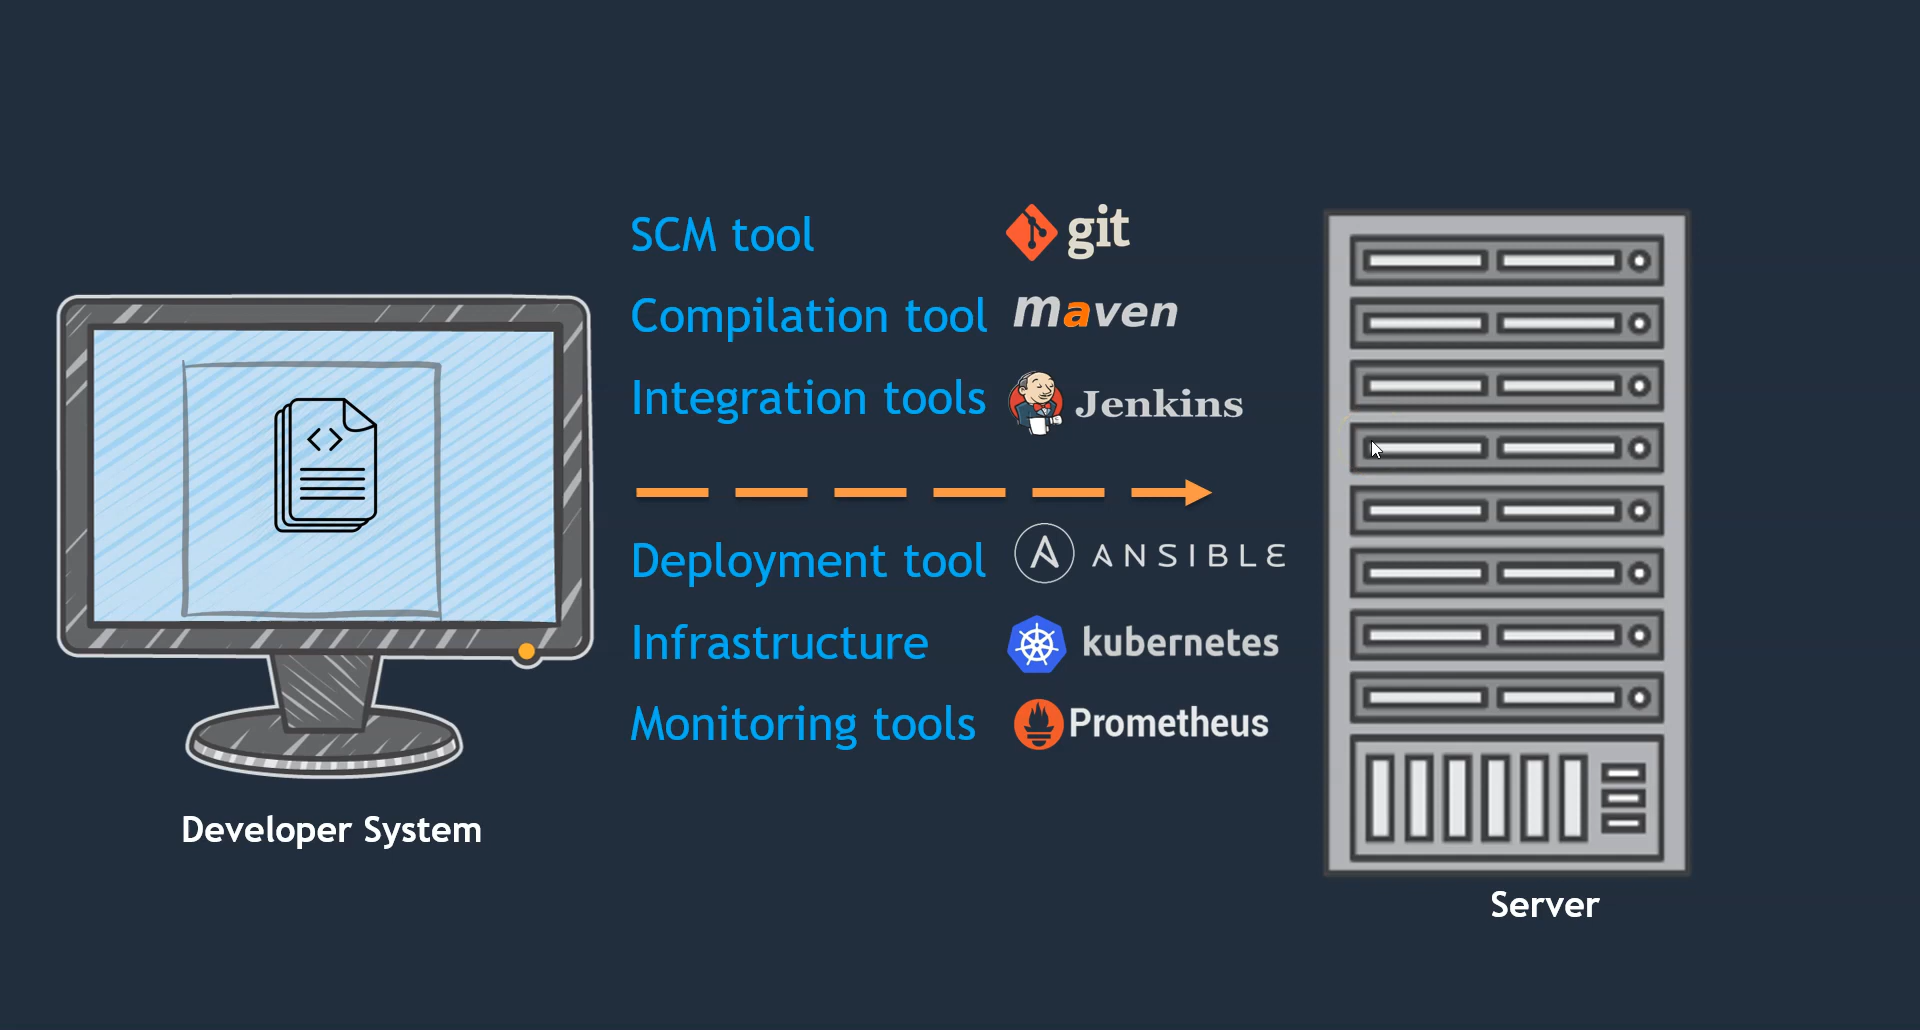 SCM tool git
Compilation tool maven
Integration tools Jenkins
Deployment tool ANSIBLE
Infrastructure kubernetes
Monitoring tools Prometheus
Developer System
Server